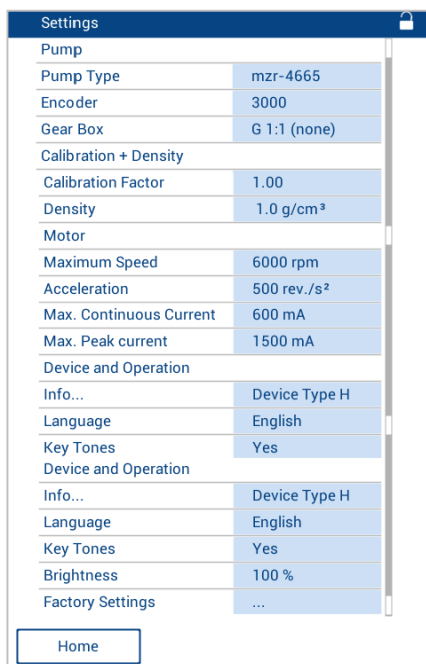 Settings
Pump
Pump Type mzr-4665
Encoder 3000
Gear Box G 1:1 (none)
Calibration + Density
Calibration Factor 1.00
Density 1.0 g/cm³
Motor
Maximum Speed 6000 rpm
Acceleration 500 rev./s²
Max. Continuous Current 600 mA
Max. Peak current 1500 mA
Device and Operation
Info... Device Type H
Language English
Key Tones Yes
Device and Operation
Info... Device Type H
Language English
Key Tones Yes
Brightness 100 %
Factory Settings ...
Home